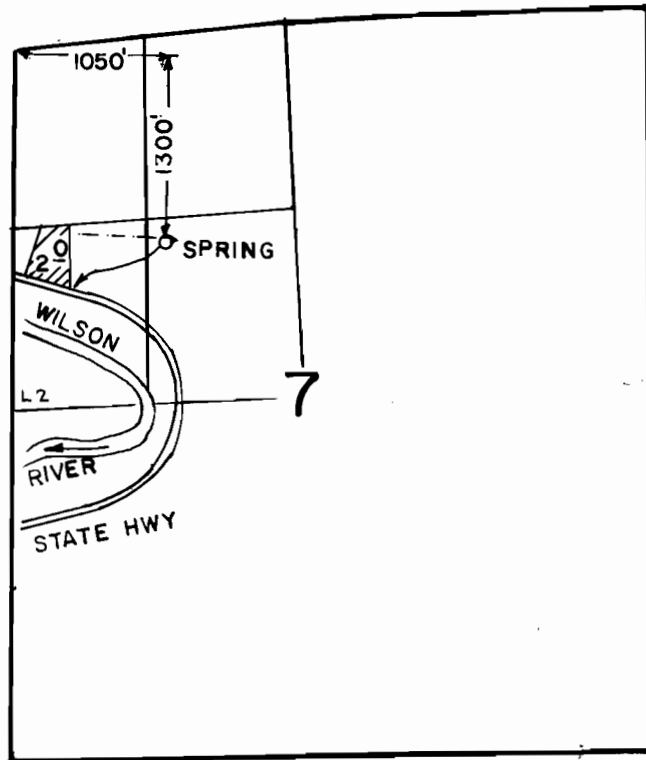 1050'
1300'
2 0
SPRING
WILSON
L2
7
RIVER
STATE HWY